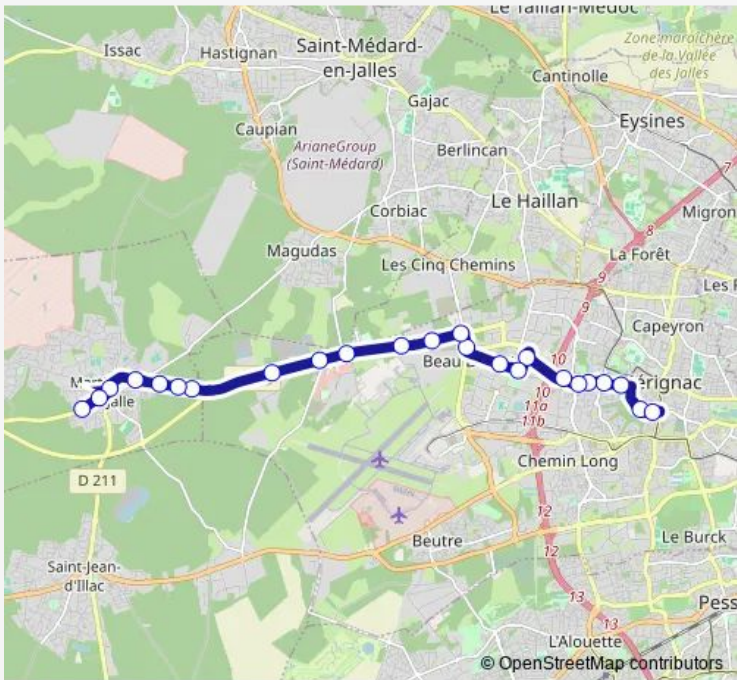 Le Taillan-Médoc
Zone maraîchère
de la Vallée
des Jalles
Issac
Hastignan
Saint-Médard-
en-Jalles
Cantinolle
Gajac
Eysines
Caupian
ArianeGroup
(Saint-Médard)
Berlincan
7
Le Haillan
Corbiac
Migron
8
Magudas
La Forêt
Les Cinq Chemins
9
9
Capeyron
10
10
11a
11b
Chemin Long
D 211
12
Beutre
Le Burck
12
Saint-Jean-
d'Illac
13
13
Pess
L'Alouette
© OpenStreetMap contributors